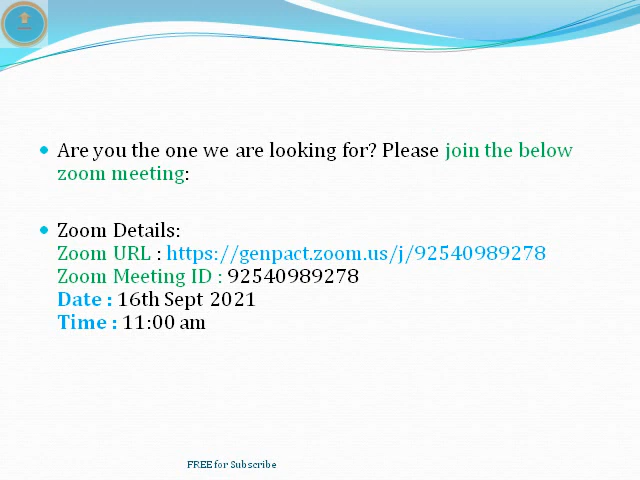 Are you the one we are looking for? Please join the below
zoom meeting:
Zoom Details:
Zoom URL : https://genpact.zoom.us/j/92540989278
Zoom Meeting ID : 92540989278
Date : 16th Sept 2021
Time : 11:00 am
FREE for Subscribe